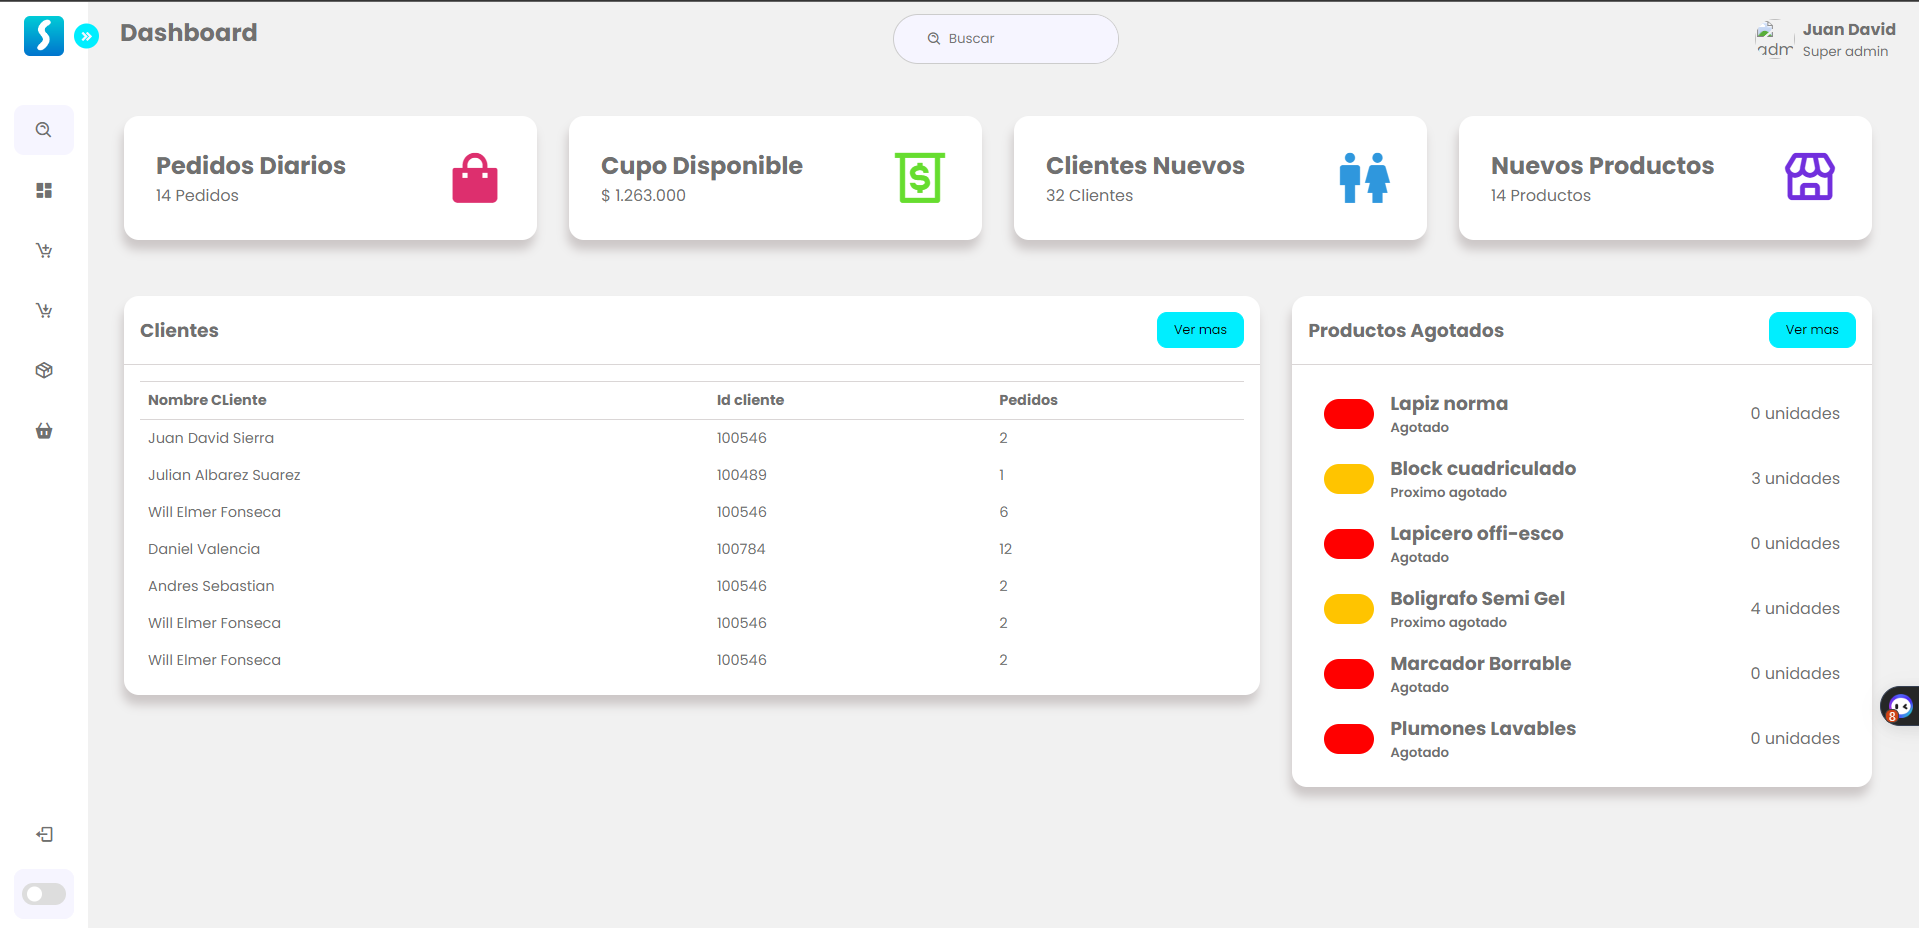 Dashboard
Buscar
adm
Juan David
Super admin
Pedidos Diarios
14 Pedidos
Cupo Disponible
$ 1.263.000
Clientes Nuevos
32 Clientes
Nuevos Productos
14 Productos
Clientes
Ver mas
Nombre CLiente Id cliente Pedidos
Juan David Sierra 100546 2
Julian Albarez Suarez 100489 1
Will Elmer Fonseca 100546 6
Daniel Valencia 100784 12
Andres Sebastian 100546 2
Will Elmer Fonseca 100546 2
Will Elmer Fonseca 100546 2
Productos Agotados
Ver mas
Lapiz norma
Agotado
0 unidades
Block cuadriculado
Proximo agotado
3 unidades
Lapicero offi-esco
Agotado
0 unidades
Boligrafo Semi Gel
Proximo agotado
4 unidades
Marcador Borrable
Agotado
0 unidades
Plumones Lavables
Agotado
0 unidades
8